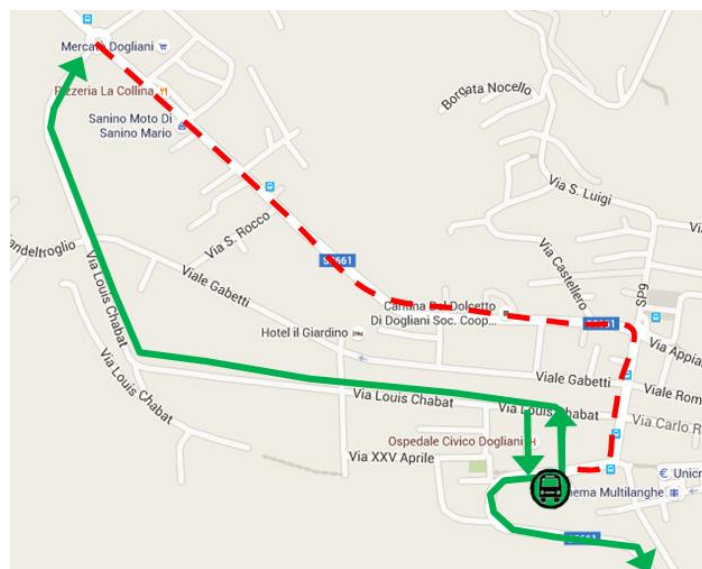 Mercato Dogliani
Pizzeria La Collina
Sanino Moto Di
Sanino Mario
Borgata Nocello
Via S. Luigi
Via S. Rocco
Via Castellero
SP9
Viale Gabetti
Via Louis Chabat
Cantina Del Dolcetto
Di Dogliani Soc. Coop...
Hotel il Giardino
Via Appia
Viale Gabetti
Viale Rom
Via Louis Chabat
Via Louis Chabat
Via Louis Chabat
Via Carlo R
Ospedale Civico Dogliani
Via XXV Aprile
Unicr
nema Multilanghe